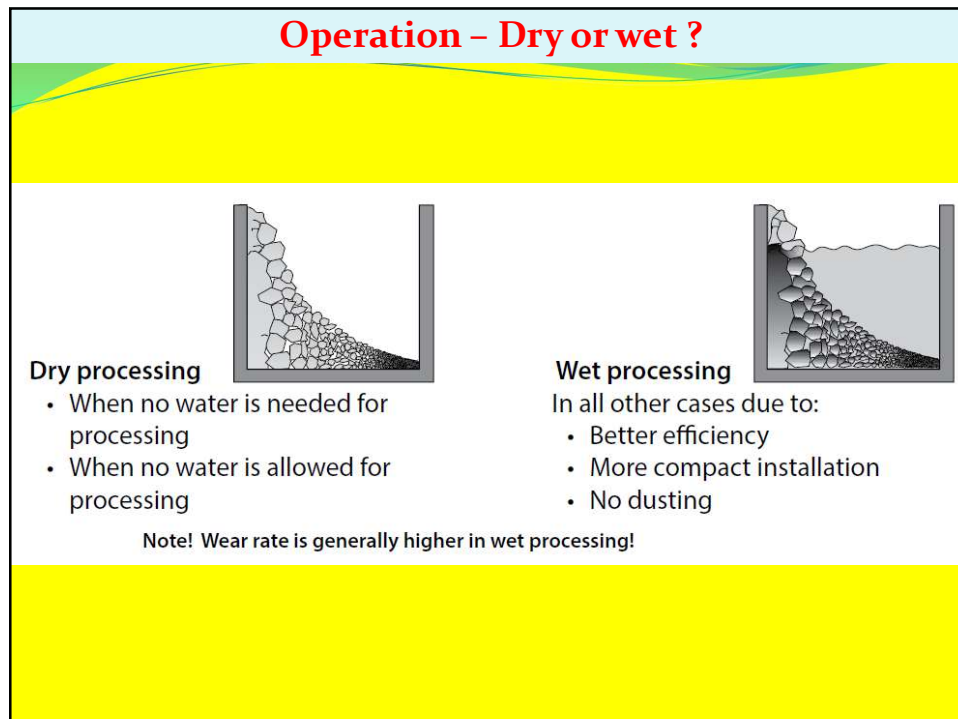 Operation – Dry or wet ?
Dry processing
• When no water is needed for
processing
• When no water is allowed for
processing
Wet processing
In all other cases due to:
• Better efficiency
• More compact installation
• No dusting
Note! Wear rate is generally higher in wet processing!